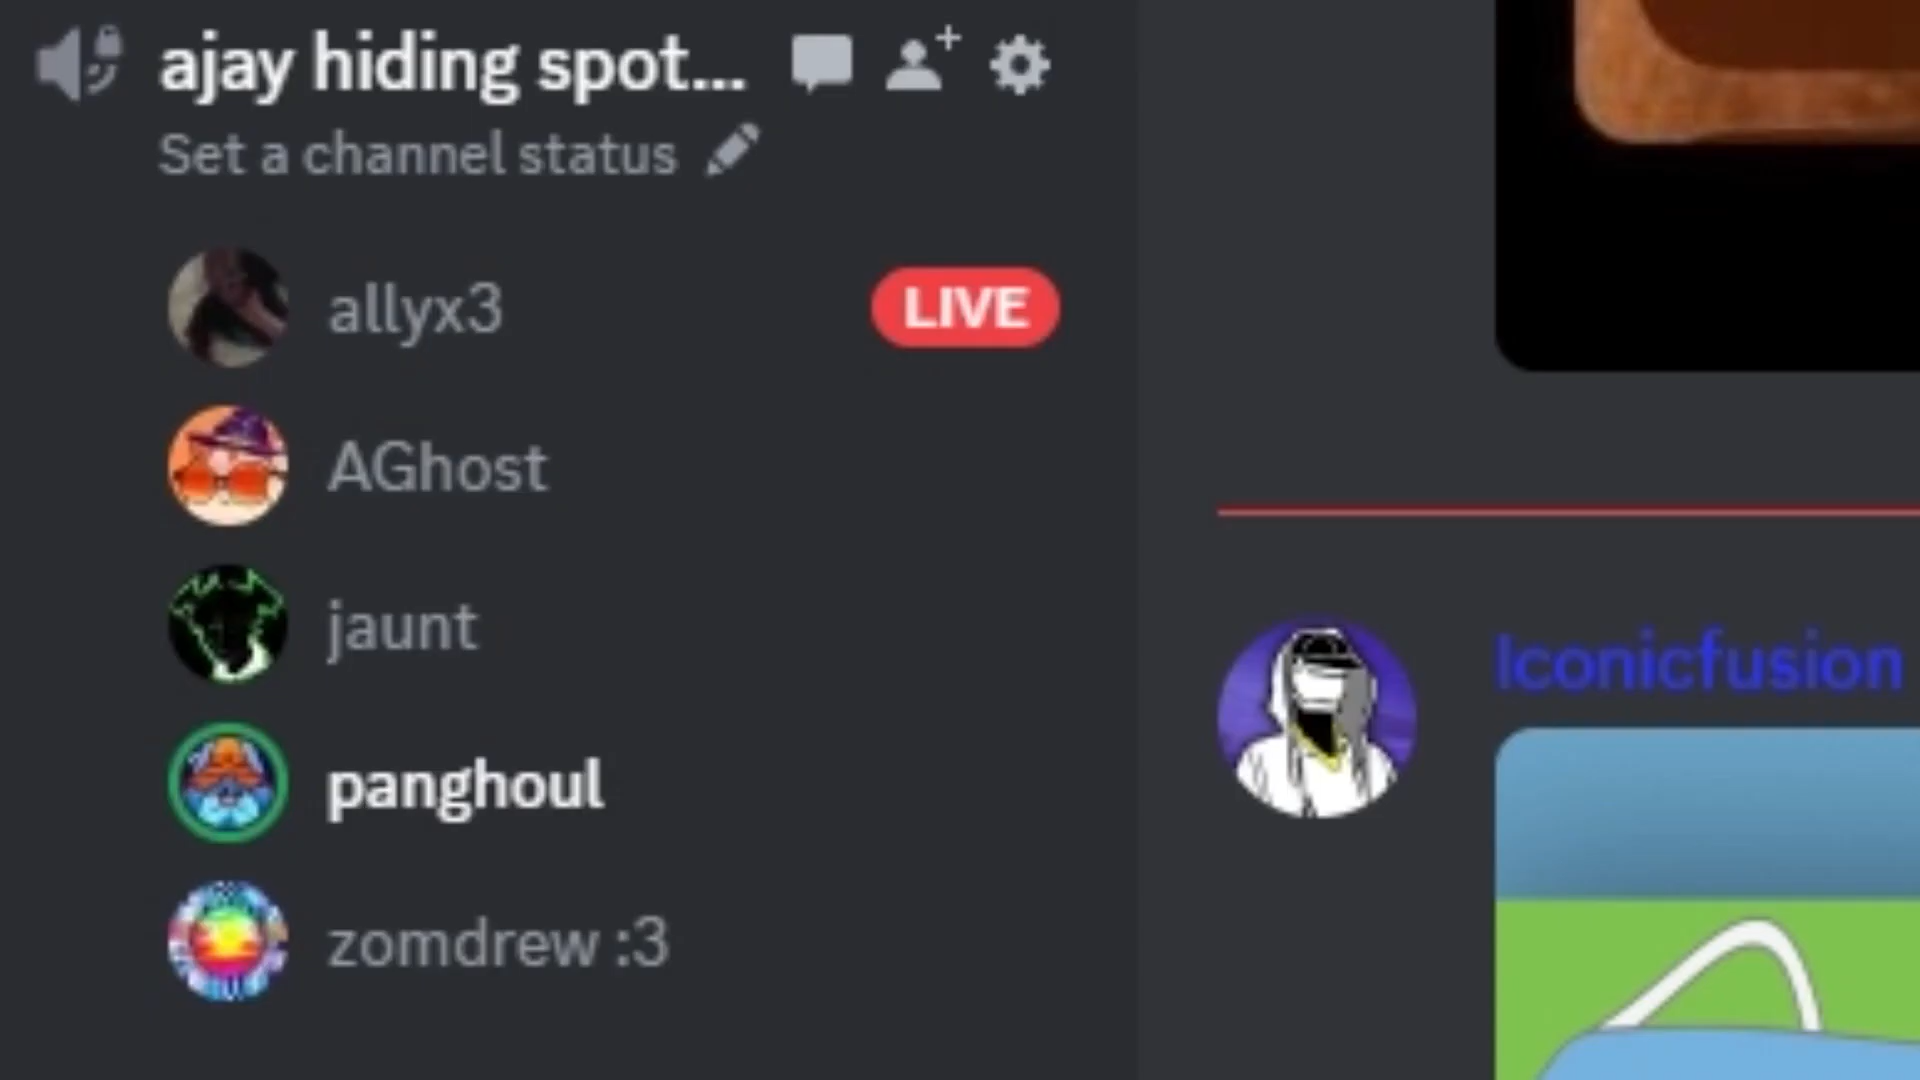 ajay hiding spot...
Set a channel status
allyx3
LIVE
AGhost
jaunt
panghoul
zomdrew :3
Iconicfusion